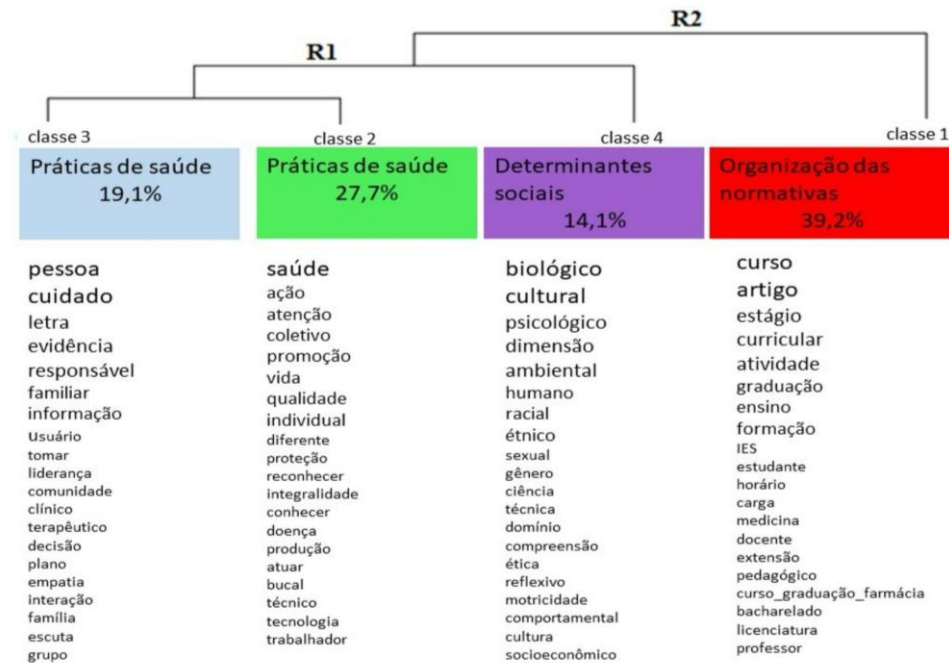 R2
R1
classe 3
classe 2
classe 4
classe 1
Práticas de saúde
19,1%
Práticas de saúde
27,7%
Determinantes
sociais
14,1%
Organização das
normativas
39,2%
pessoa
cuidado
letra
evidência
responsável
familiar
informação
usuário
tomar
liderança
comunidade
clínico
terapêutico
decisão
plano
empatia
interação
família
escuta
grupo
saúde
ação
atenção
coletivo
promoção
vida
qualidade
individual
diferente
proteção
reconhecer
integralidade
conhecer
doença
produção
atuar
bucal
técnico
tecnologia
trabalhador
biológico
cultural
psicológico
dimensão
ambiental
humano
racial
étnico
sexual
gênero
ciência
técnica
domínio
compreensão
ética
reflexivo
motricidade
comportamental
cultura
socioeconômico
curso
artigo
estágio
curricular
atividade
graduação
ensino
formação
IES
estudante
horário
carga
medicina
docente
extensão
pedagógico
curso_graduação_farmácia
bacharelado
licenciatura
professor